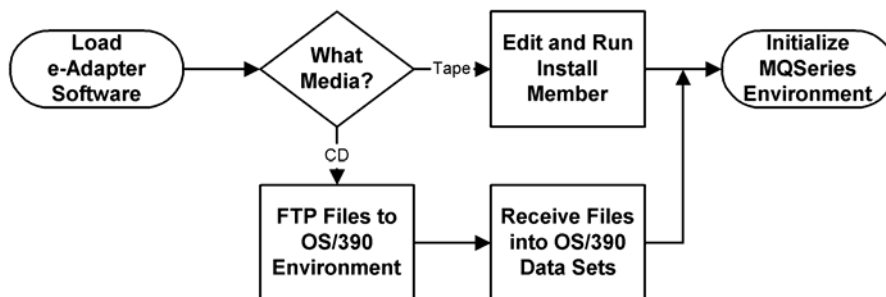 Load
e-Adapter
Software
What
Media?
Tape
Edit and Run
Install
Member
Initialize
MQSeries
Environment
CD
FTP Files to
OS/390
Environment
Receive Files
into OS/390
Data Sets